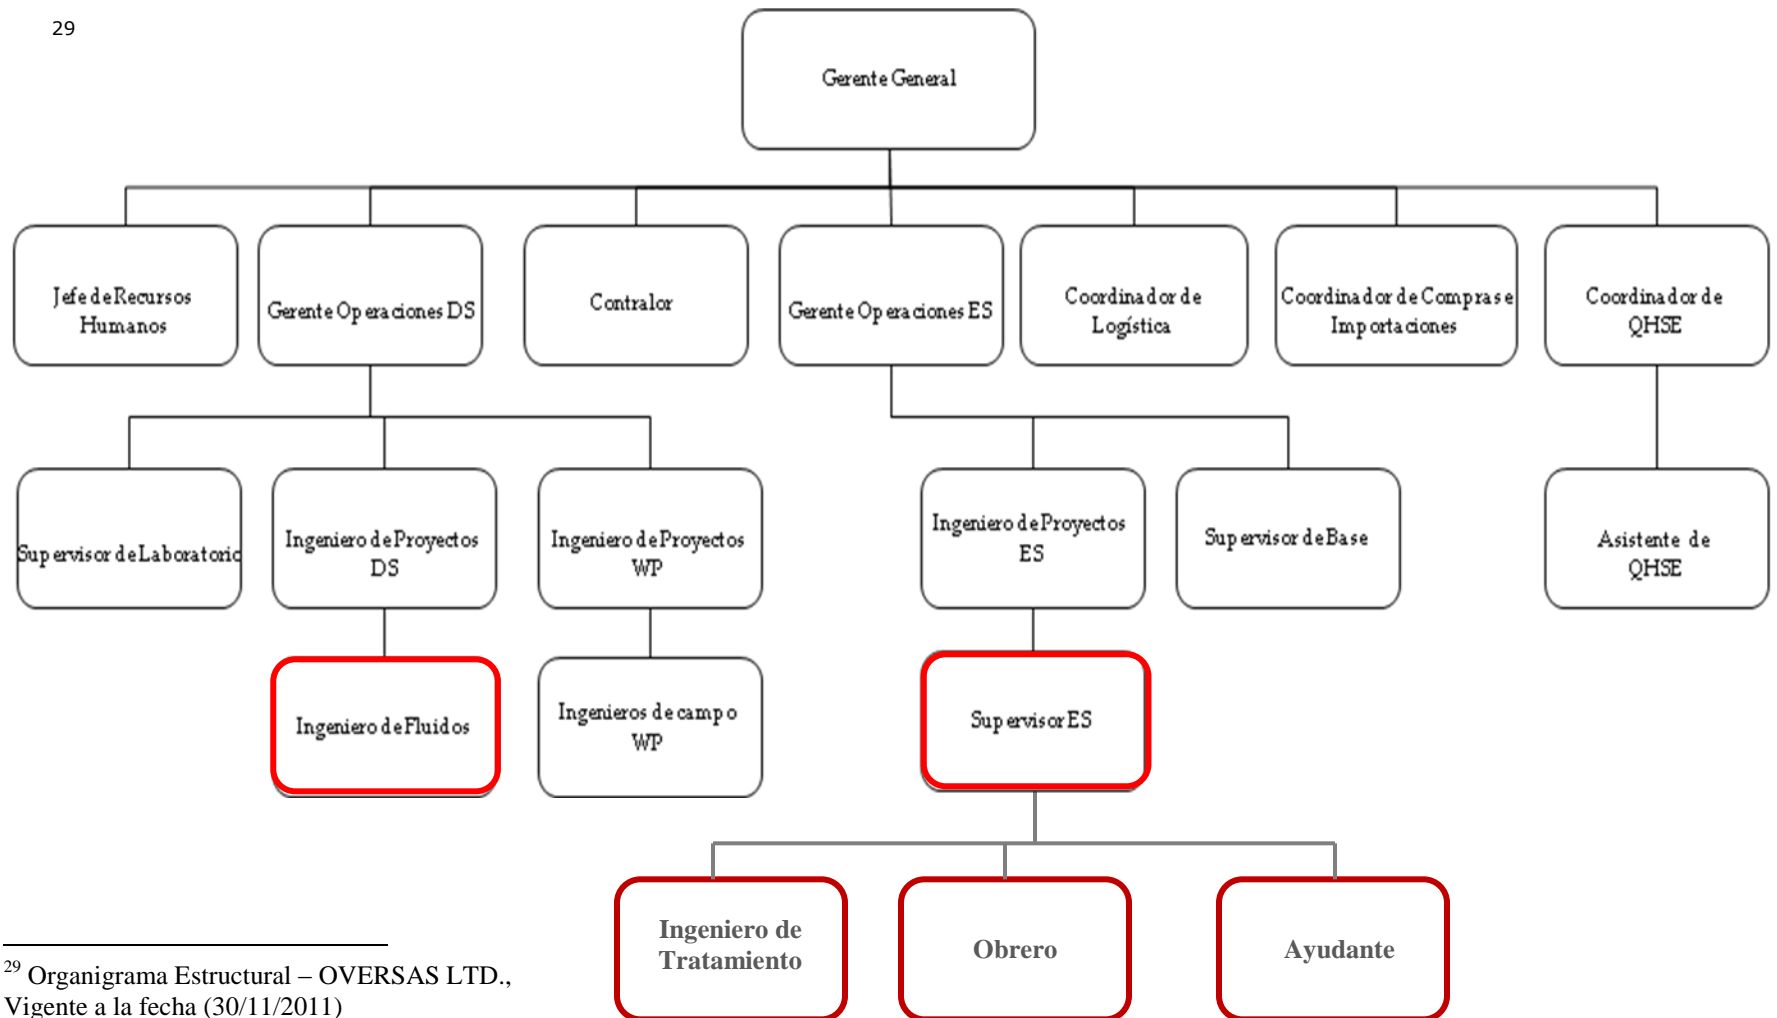 29
Gerente General
Jefe de Recursos
Humanos
Gerente Operaciones DS
Contralor
Gerente Operaciones ES
Coordinador de
Logística
Coordinador de Compras e
Importaciones
Coordinador de
QHSE
Supervisor de Laboratorio
Ingeniero de Proyectos
DS
Ingeniero de Proyectos
WP
Ingeniero de Proyectos
ES
Supervisor de Base
Asistente de
QHSE
Ingeniero de Fluidos
Ingenieros de campo
WP
Supervisor ES
Ingeniero de
Tratamiento
Obrero
Ayudante
29 Organigrama Estructural – OVERSAS LTD.,
Vigente a la fecha (30/11/2011)